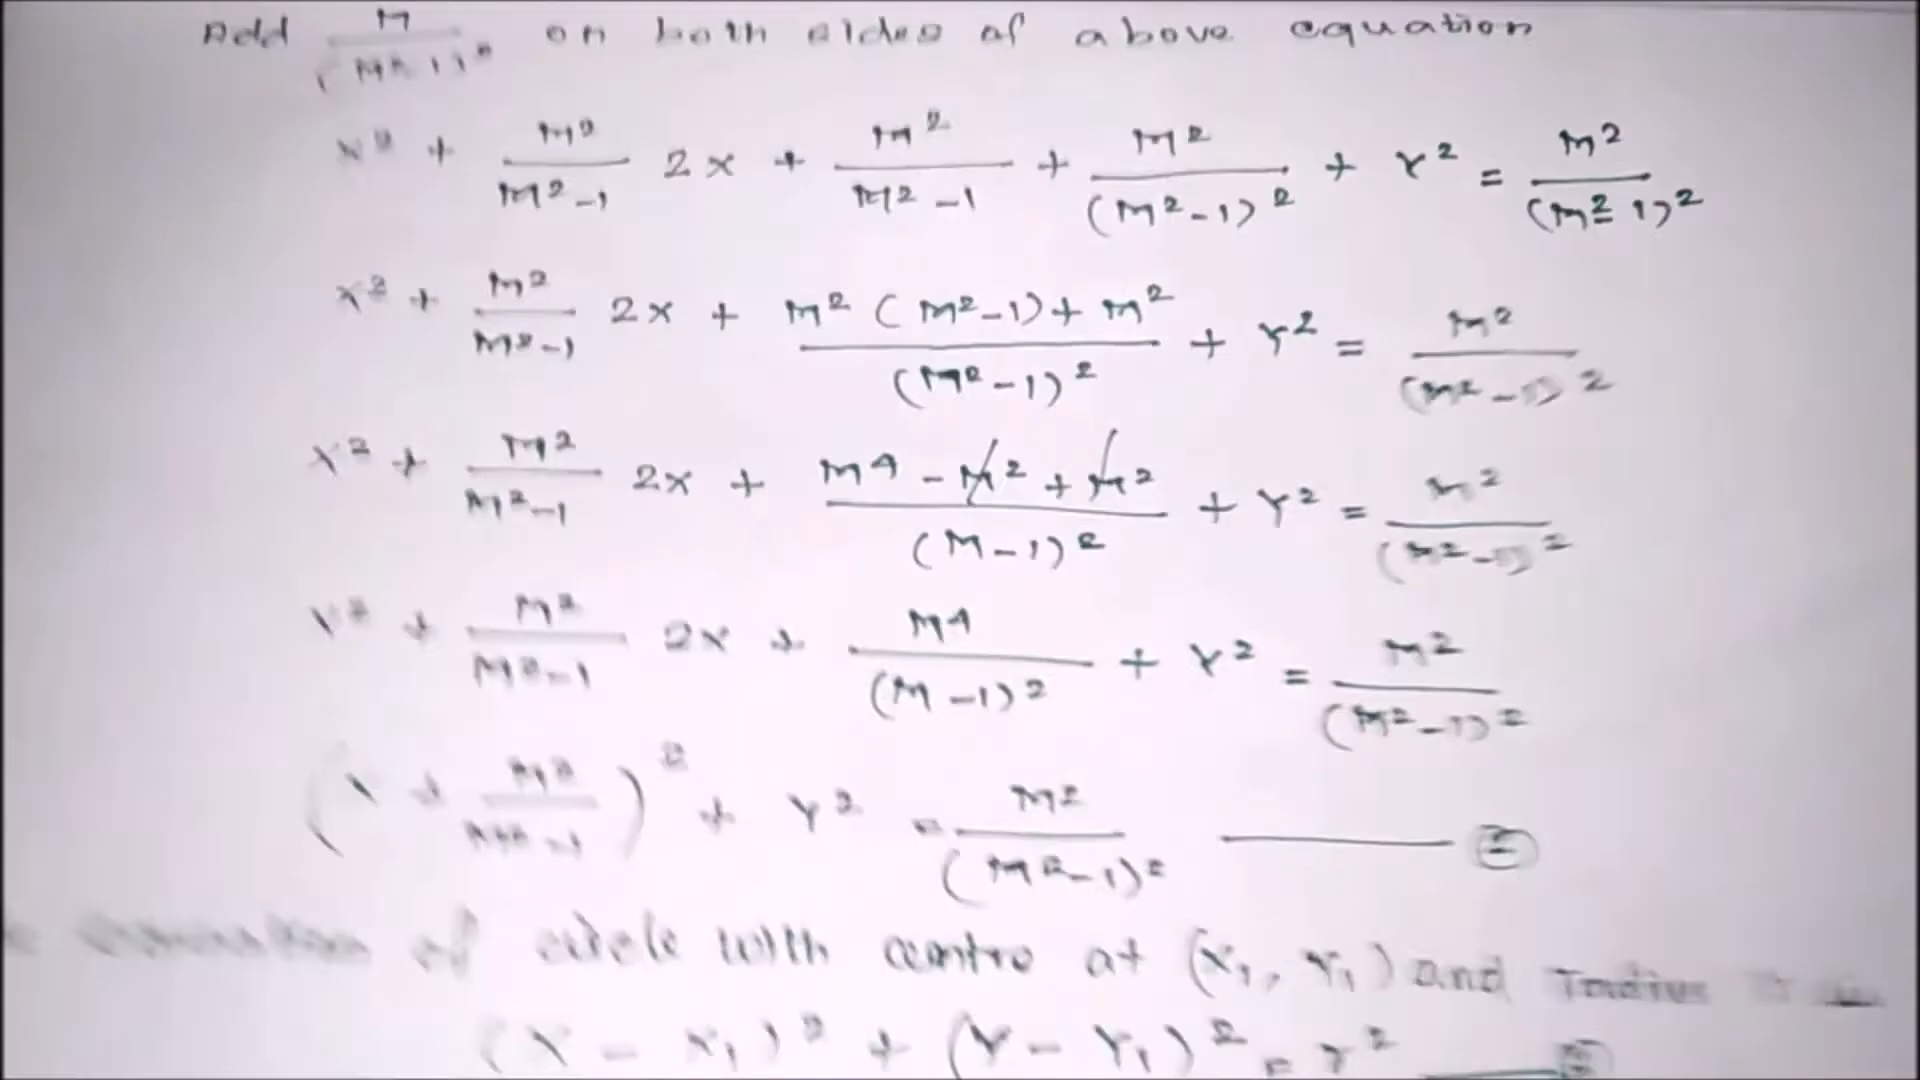 Add M / (M² 1)² on both sides of above equation
x² + M²/(M²-1) 2x + M²/(M²-1) + M²/(M²-1)² + Y² = M²/(M²-1)²
x² + M²/(M²-1) 2x + (M²(M²-1)+M²)/(M²-1)² + Y² = M²/(M²-1)²
x² + M²/(M²-1) 2x + (M⁴-M²+M²)/(M-1)² + Y² = M²/(M²-1)²
x² + M²/(M²-1) 2x + M⁴/(M-1)² + Y² = M²/(M²-1)²
(x + M²/(M²-1))² + Y² = M²/(M²-1)² —— ②
equation of circle with centre at (X₁, Y₁) and radius
(X - X₁)² + (Y - Y₁)² = r² ——